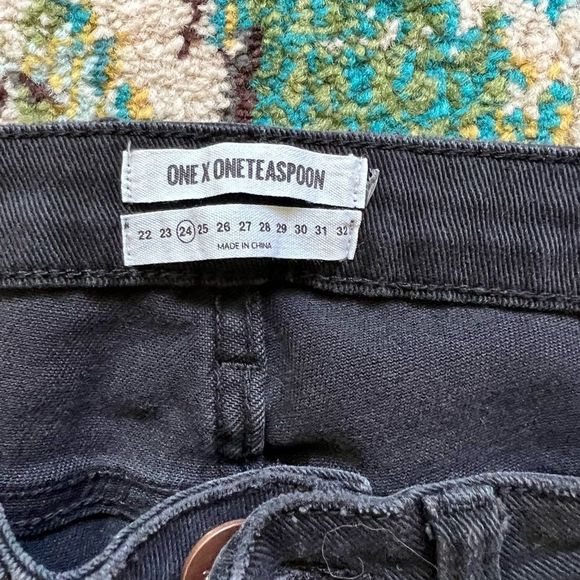 ONE X ONETEASPOON
22 23 24 25 26 27 28 29 30 31 32
MADE IN CHINA